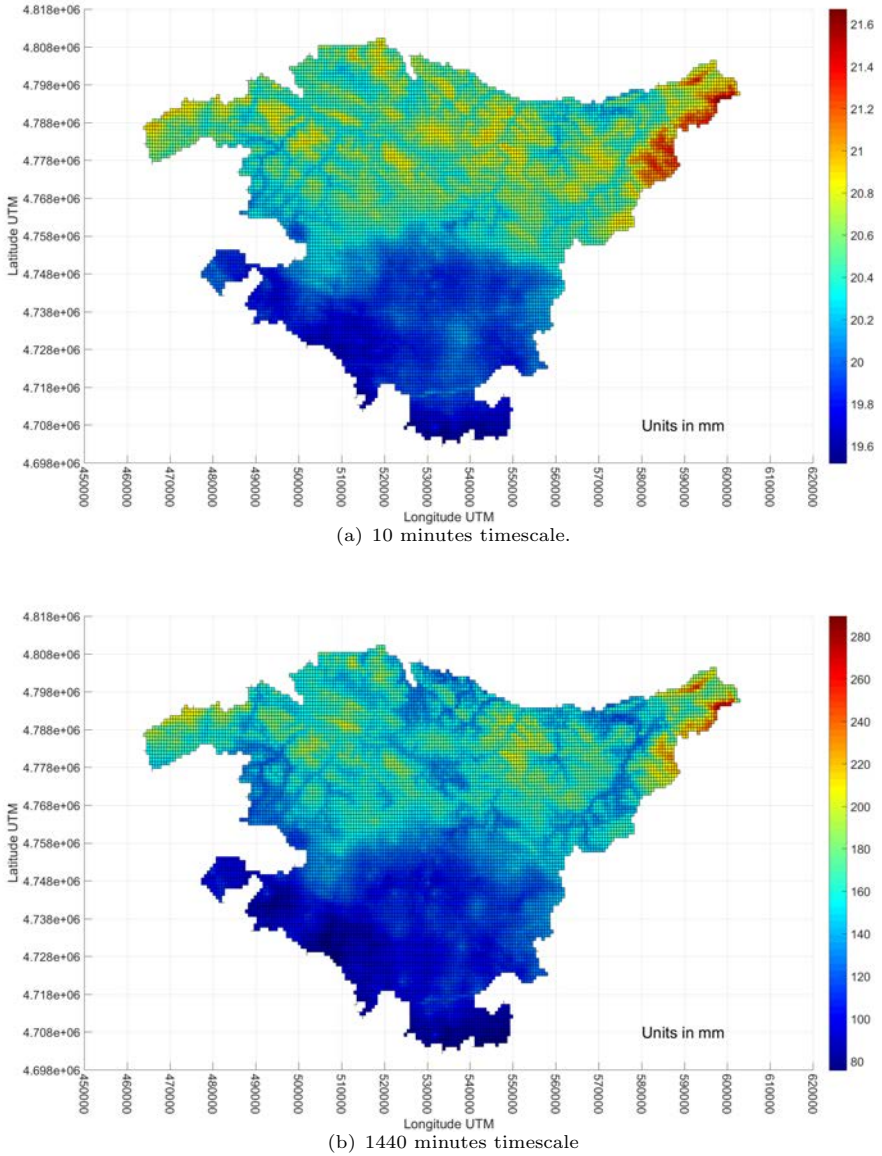 4.818e+06
4.808e+06
4.798e+06
4.788e+06
4.778e+06
4.768e+06
4.758e+06
4.748e+06
4.738e+06
4.728e+06
4.718e+06
4.708e+06
4.698e+06
Latitude UTM
21.6
21.4
21.2
21
20.8
20.6
20.4
20.2
20
19.8
19.6
Units in mm
450000
460000
470000
480000
490000
500000
510000
520000
530000
540000
550000
560000
570000
580000
590000
600000
610000
620000
Longitude UTM
(a) 10 minutes timescale.
4.818e+06
4.808e+06
4.798e+06
4.788e+06
4.778e+06
4.768e+06
4.758e+06
4.748e+06
4.738e+06
4.728e+06
4.718e+06
4.708e+06
4.698e+06
Latitude UTM
280
260
240
220
200
180
160
140
120
100
80
Units in mm
450000
460000
470000
480000
490000
500000
510000
520000
530000
540000
550000
560000
570000
580000
590000
600000
610000
620000
Longitude UTM
(b) 1440 minutes timescale